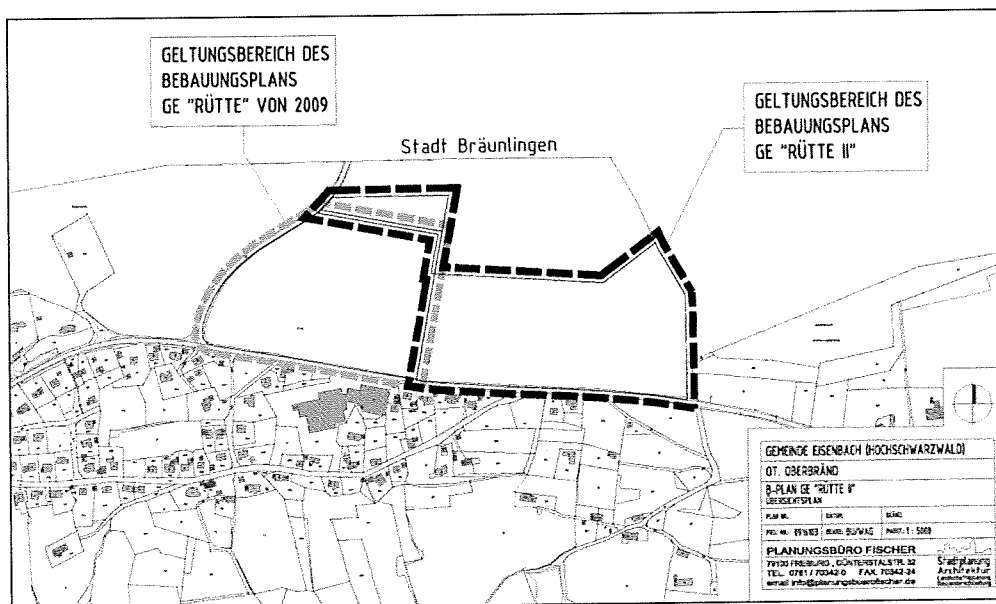 GELTUNGSBEREICH DES
BEBAUUNGSPLANS
GE "RÜTTE" VON 2009
GELTUNGSBEREICH DES
BEBAUUNGSPLANS
GE "RÜTTE II"
Stadt Bräunlingen
GEMEINDE EISENBACH (HOCHSCHWARZWALD)
OT. OBERBRÄND
B-PLAN GE "RÜTTE II"
ÜBERSICHTSPLAN
PLAN NR.
PLANUNGSBÜRO FISCHER
79100 FREIBURG, GÜNTERSTALSTR. 32
TEL. 0761 / 70342-0 FAX. 70342-24
email info@planungsbuerofischer.de
Stadtplanung
Architektur